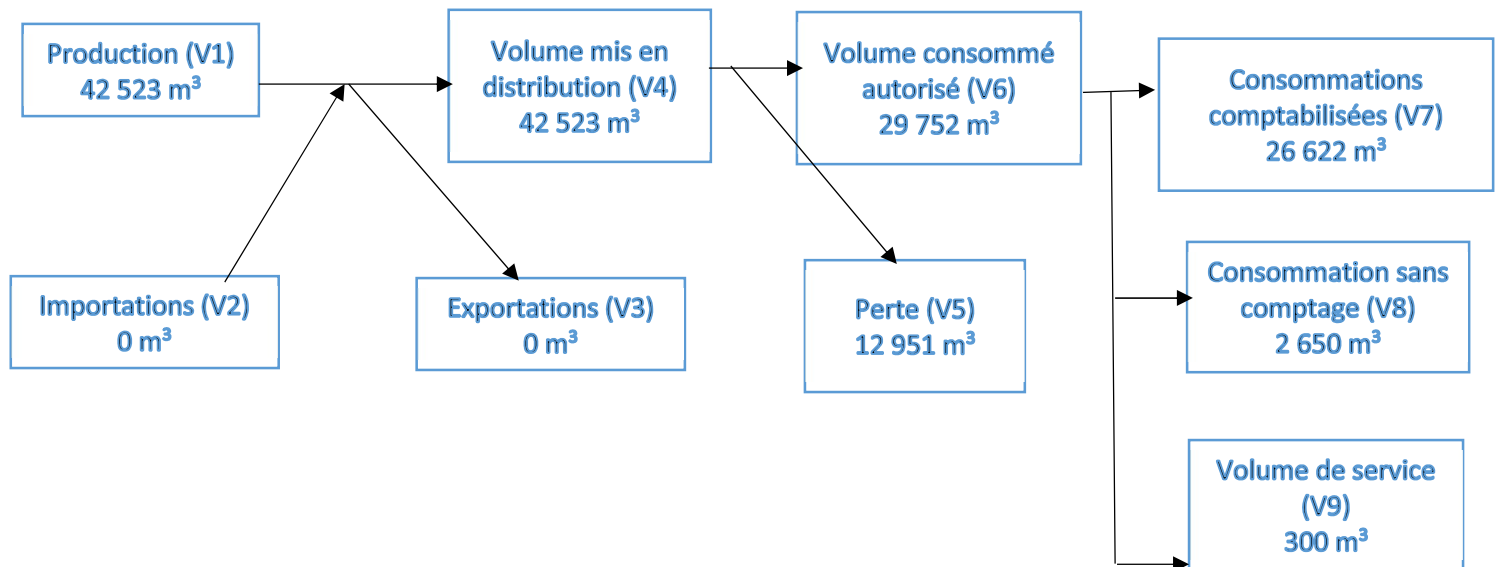 Production (V1)
42 523 m³
Volume mis en
distribution (V4)
42 523 m³
Volume consommé
autorisé (V6)
29 752 m³
Consommations
comptabilisées (V7)
26 622 m³
Importations (V2)
0 m³
Exportations (V3)
0 m³
Perte (V5)
12 951 m³
Consommation sans
comptage (V8)
2 650 m³
Volume de service
(V9)
300 m³